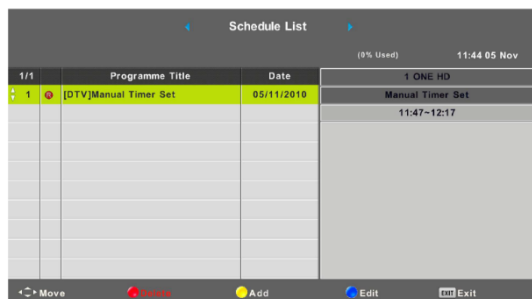 Schedule List
(0% Used) 11:44 05 Nov
1/1 Programme Title Date 1 ONE HD
1 R [DTV]Manual Timer Set 05/11/2010 Manual Timer Set
11:47~12:17
Move Delete Add Edit EXIT Exit